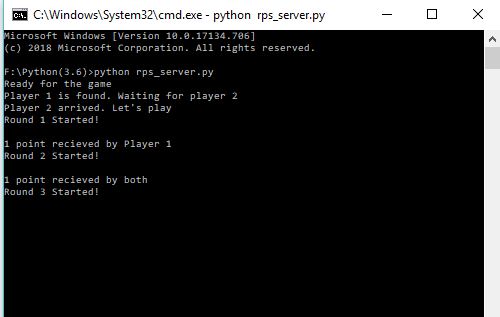 C:\Windows\System32\cmd.exe - python  rps_server.py
Microsoft Windows [Version 10.0.17134.706]
(c) 2018 Microsoft Corporation. All rights reserved.
F:\Python(3.6)>python rps_server.py
Ready for the game
Player 1 is found. Waiting for player 2
Player 2 arrived. Let's play
Round 1 Started!
1 point recieved by Player 1
Round 2 Started!
1 point recieved by both
Round 3 Started!